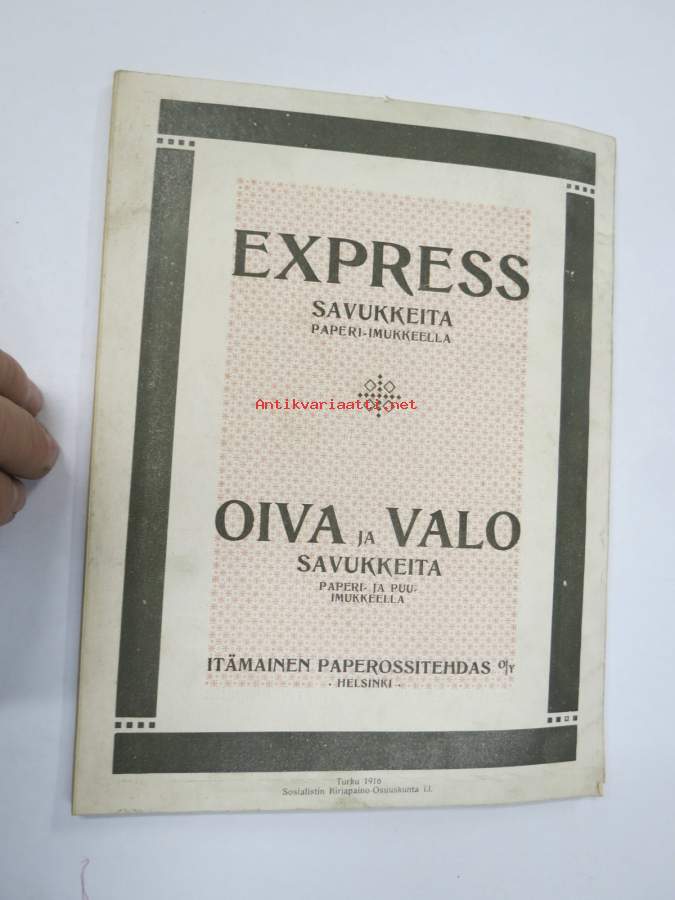 EXPRESS
SAVUKKEITA
PAPERI-IMUKKEELLA
Antikvariaatti.net
OIVA JA VALO
SAVUKKEITA
PAPERI- JA PUU-
IMUKKEELLA
ITÄMAINEN PAPEROSSITEHDAS O/Y
· HELSINKI ·
Turku 1916
Sosialistin Kirjapaino-Osuuskunta i.l.